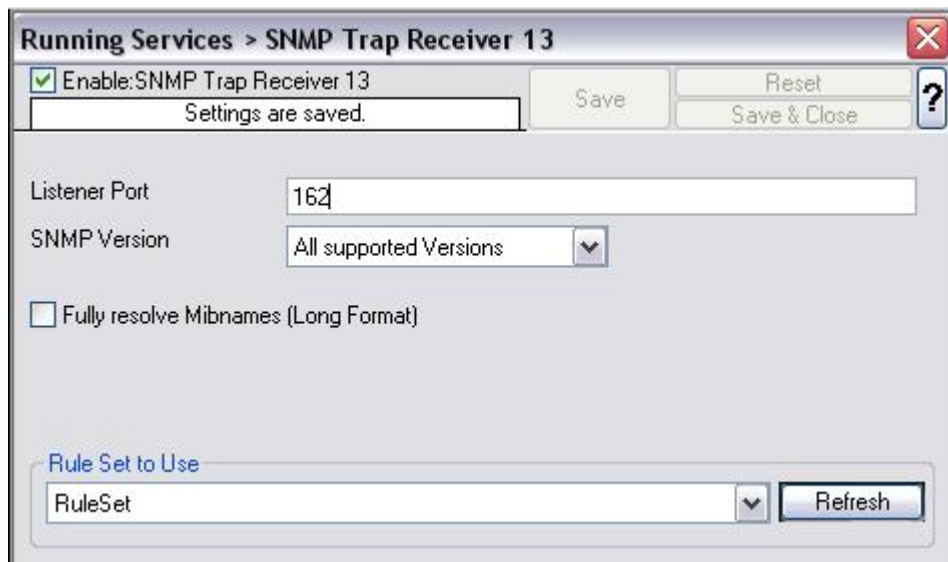 Running Services > SNMP Trap Receiver 13
Enable:SNMP Trap Receiver 13
Settings are saved.
Save
Reset
Save & Close
?
Listener Port
162
SNMP Version
All supported Versions
Fully resolve Mibnames (Long Format)
Rule Set to Use
RuleSet
Refresh